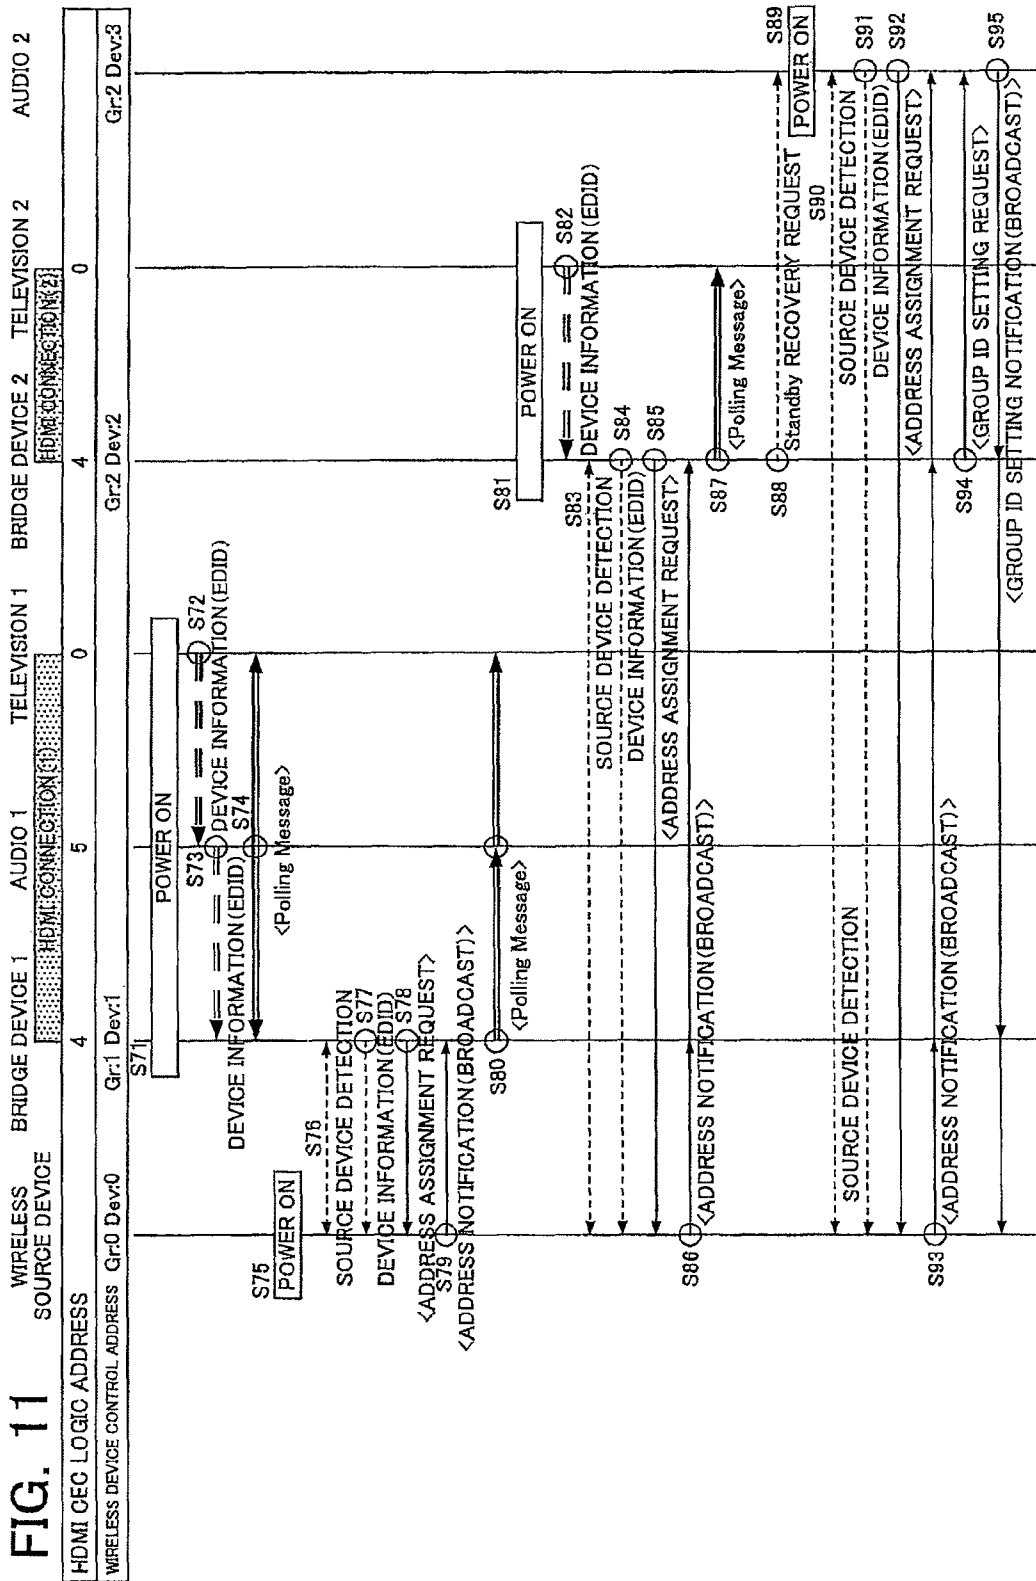 FIG. 11
WIRELESS SOURCE DEVICE
BRIDGE DEVICE 1
AUDIO 1
TELEVISION 1
BRIDGE DEVICE 2
TELEVISION 2
AUDIO 2
HDMI CONNECTION(1)
HDMI CONNECTION(2)
HDMI CEC LOGIC ADDRESS
4
5
0
4
0
WIRELESS DEVICE CONTROL ADDRESS
Gr:0 Dev:0
Gr:1 Dev:1
Gr:2 Dev:2
Gr:2 Dev:3
S71
POWER ON
S72
DEVICE INFORMATION(EDID)
S73
DEVICE INFORMATION(EDID)
S74
<Polling Message>
S75
POWER ON
S76
SOURCE DEVICE DETECTION
S77
DEVICE INFORMATION(EDID)
S78
<ADDRESS ASSIGNMENT REQUEST>
S79
<ADDRESS NOTIFICATION(BROADCAST)>
S80
<Polling Message>
S81
POWER ON
S82
DEVICE INFORMATION(EDID)
S83
SOURCE DEVICE DETECTION
S84
DEVICE INFORMATION(EDID)
S85
<ADDRESS ASSIGNMENT REQUEST>
S86
<ADDRESS NOTIFICATION(BROADCAST)>
S87
<Polling Message>
S88
Standby RECOVERY REQUEST
S89
POWER ON
S90
SOURCE DEVICE DETECTION
SOURCE DEVICE DETECTION
S91
DEVICE INFORMATION(EDID)
S92
<ADDRESS ASSIGNMENT REQUEST>
S93
<ADDRESS NOTIFICATION(BROADCAST)>
S94
<GROUP ID SETTING REQUEST>
S95
<GROUP ID SETTING NOTIFICATION(BROADCAST)>